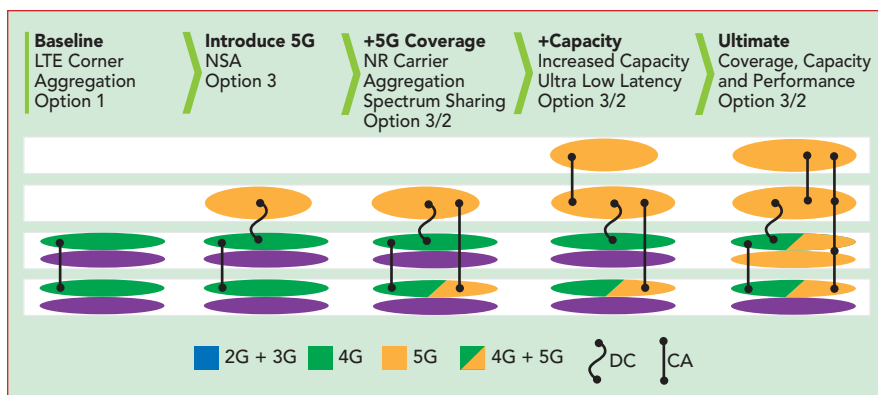 Baseline
LTE Corner
Aggregation
Option 1
Introduce 5G
NSA
Option 3
+5G Coverage
NR Carrier
Aggregation
Spectrum Sharing
Option 3/2
+Capacity
Increased Capacity
Ultra Low Latency
Option 3/2
Ultimate
Coverage, Capacity
and Performance
Option 3/2
2G + 3G
4G
5G
4G + 5G
DC
CA